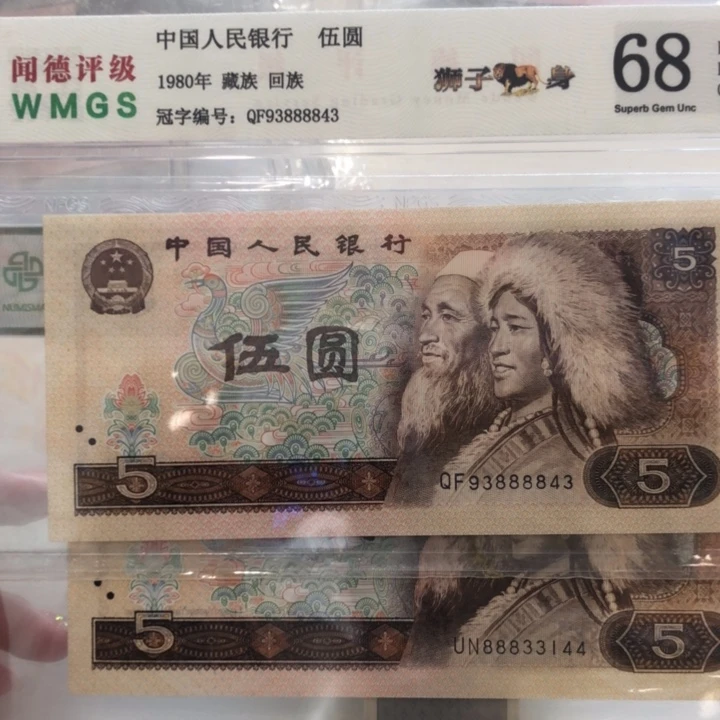 中国人民银行 伍圆
闻德评级
WMGS
1980年 藏族 回族
冠字编号：QF93888843
狮子 身
68
Superb Gem Unc
中国人民银行
5
伍圆
5
QF93888843
5
NUMISMA
5
UN88833144
5